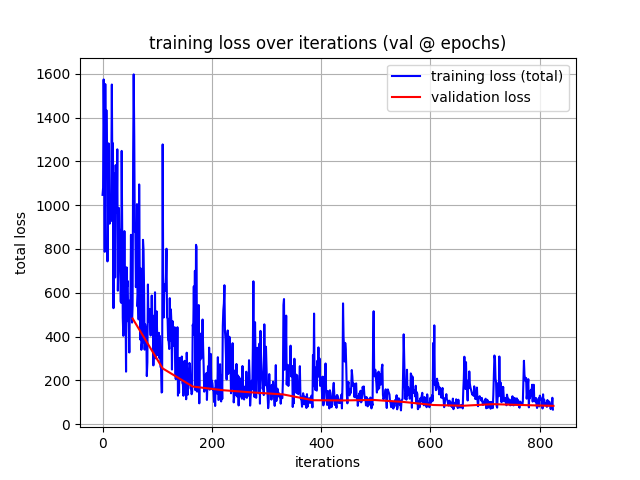 training loss over iterations (val @ epochs)
training loss (total)
validation loss
total loss
1600
1400
1200
1000
800
600
400
200
0
0 200 400 600 800
iterations